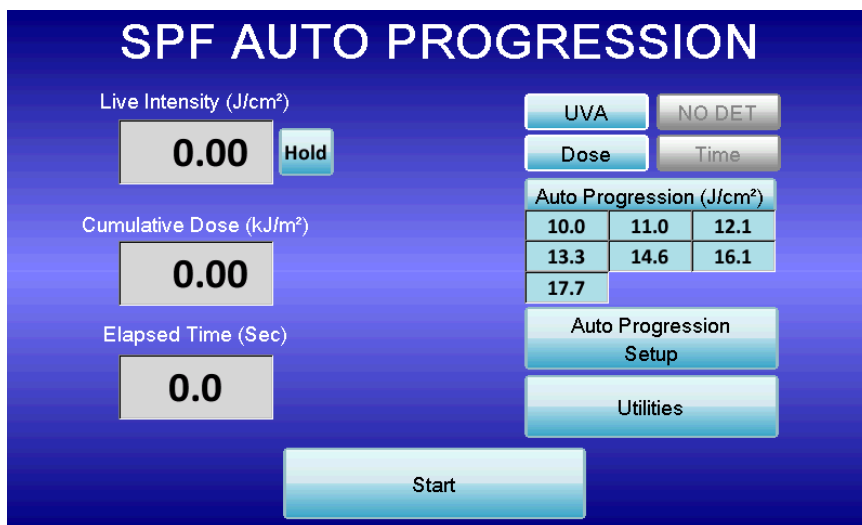 SPF AUTO PROGRESSION
Live Intensity (J/cm²)
0.00 Hold
Cumulative Dose (kJ/m²)
0.00
Elapsed Time (Sec)
0.0
UVA NO DET
Dose Time
Auto Progression (J/cm²)
10.0 11.0 12.1
13.3 14.6 16.1
17.7
Auto Progression
Setup
Utilities
Start